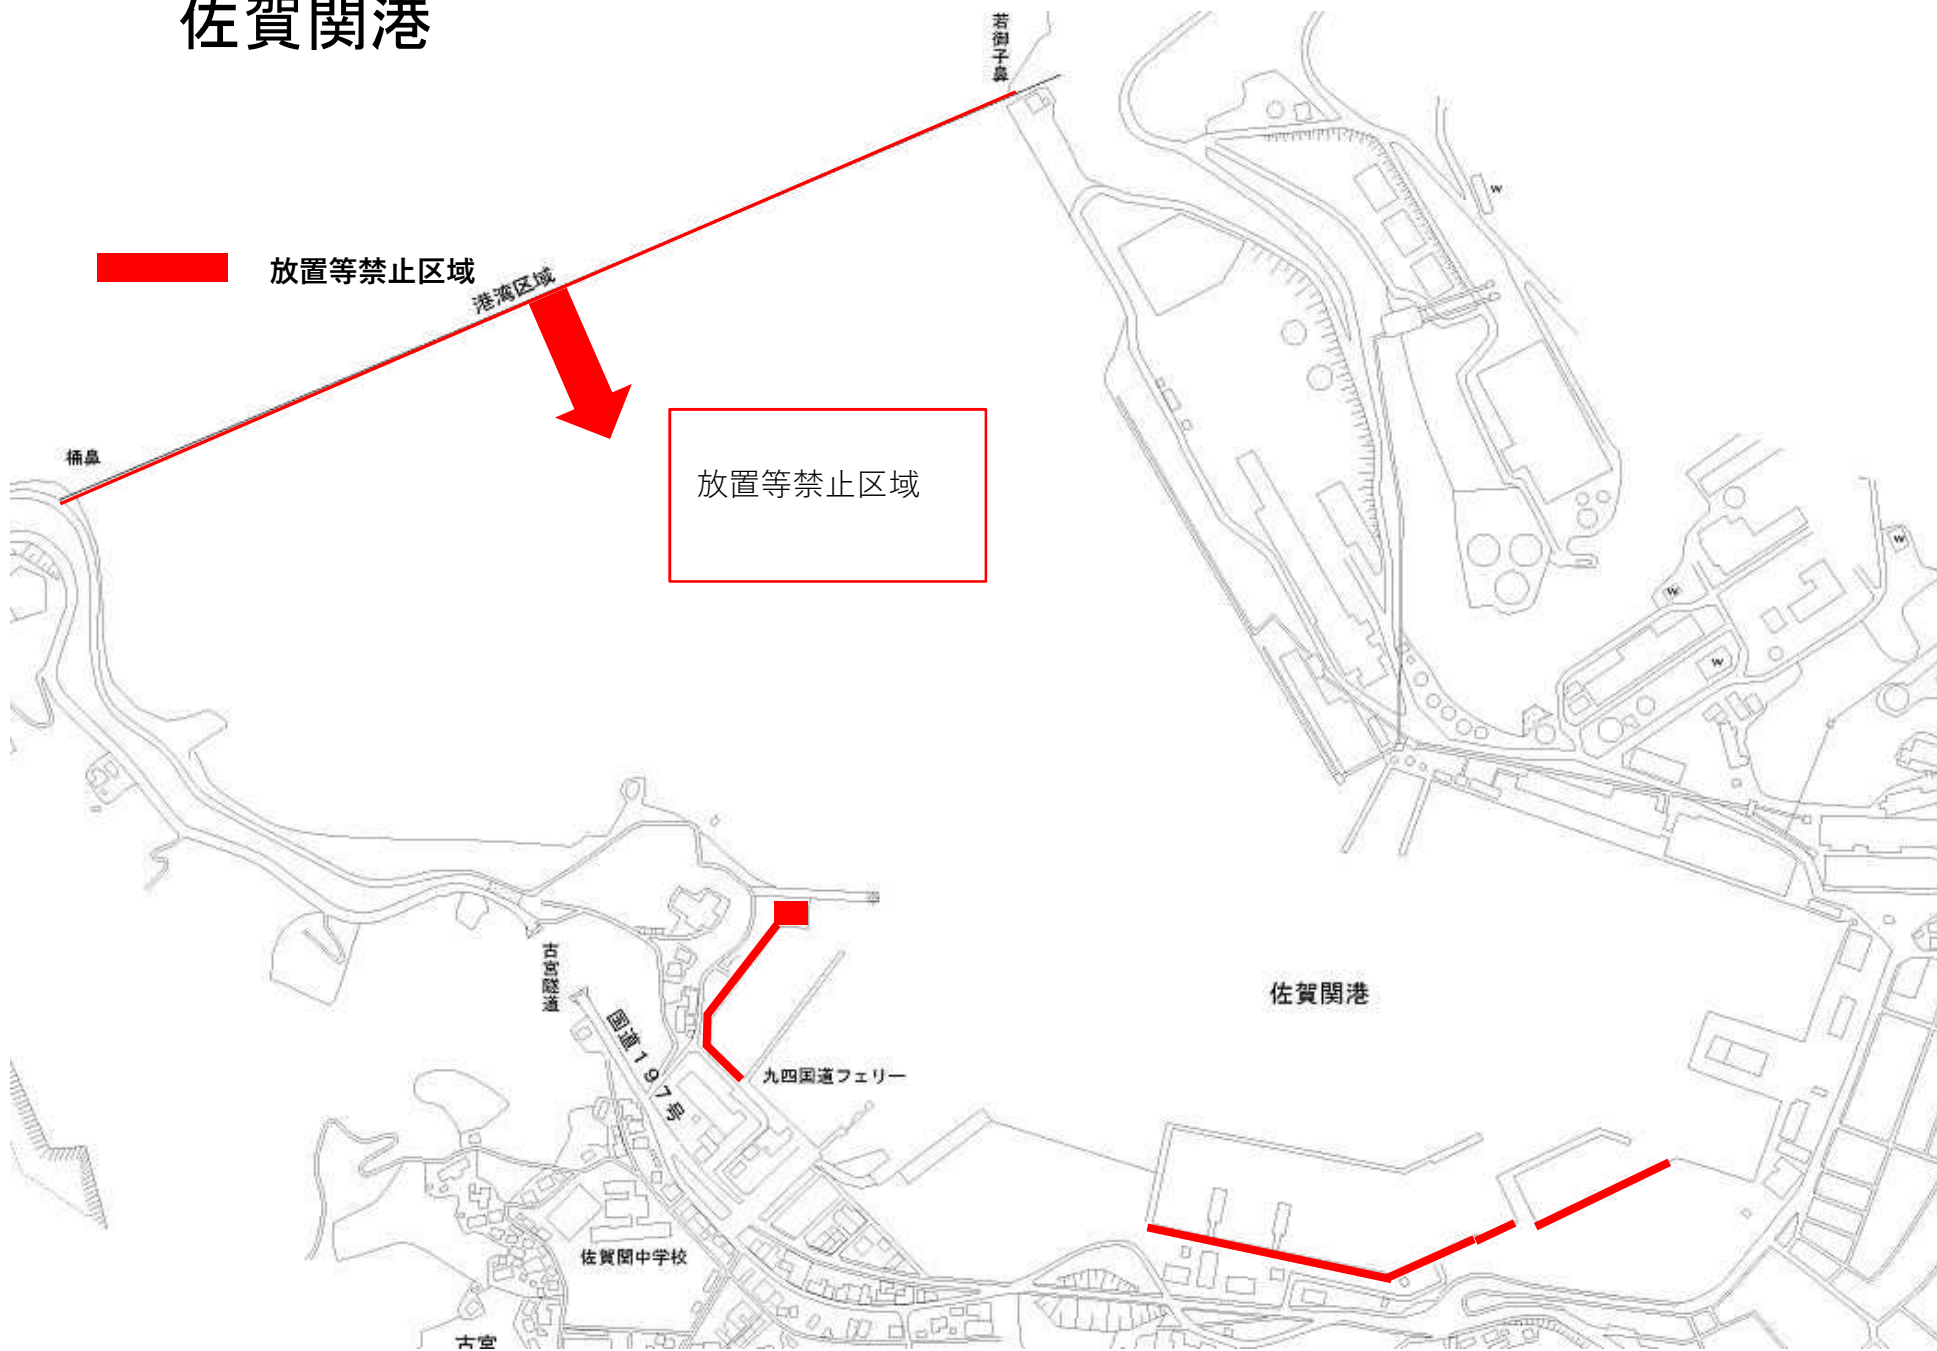 佐賀関港
若御子鼻
放置等禁止区域
港湾区域
桶鼻
放置等禁止区域
W
W
W
W
古宮隧道
国道197号
佐賀関港
九四国道フェリー
佐賀関中学校
古宮